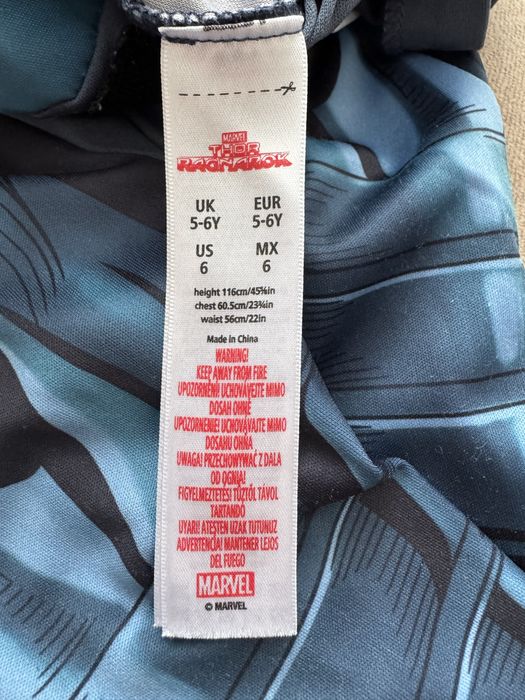 MARVEL
THOR
RAGNAROK
UK EUR
5-6Y 5-6Y
US MX
6 6
height 116cm/45⅝in
chest 60.5cm/23¾in
waist 56cm/22in
Made in China
WARNING!
KEEP AWAY FROM FIRE
UPOZORNENÍ! UCHOVÁVEJTE MIMO
DOSAH OHNĚ
UPOZORNENIE! UCHOVÁVAJTE MIMO
DOSAHU OHŇA
UWAGA! PRZECHOWYWAĆ Z DALA
OD OGNIA!
FIGYELMEZTETÉS! TŰZTŐL TÁVOL
TARTANDÓ
UYARI! ATEŞTEN UZAK TUTUNUZ
ADVERTENCIA! MANTENER LEJOS
DEL FUEGO
MARVEL
© MARVEL